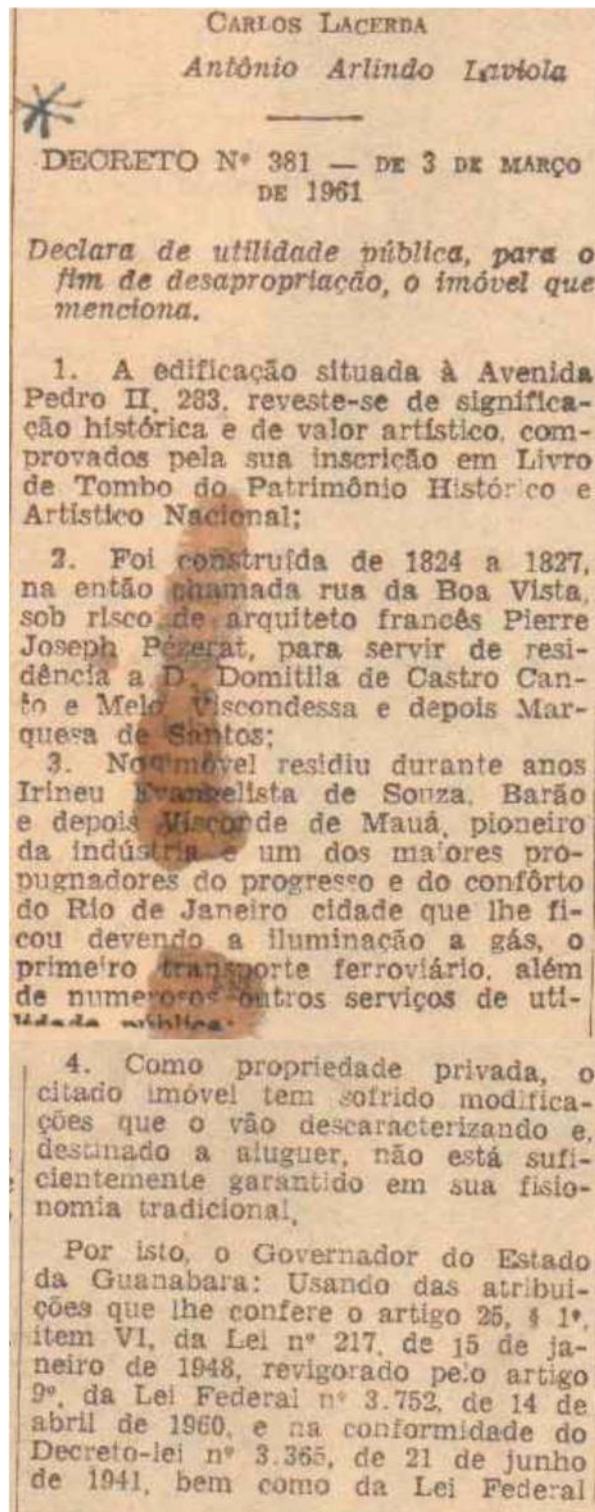 CARLOS LACERDA
Antônio Arlindo Laviola
DECRETO Nº 381 — DE 3 DE MARÇO
DE 1961
Declara de utilidade pública, para o
fim de desapropriação, o imóvel que
menciona.
1. A edificação situada à Avenida
Pedro II, 283, reveste-se de significa-
ção histórica e de valor artístico, com-
provados pela sua inscrição em Livro
de Tombo do Patrimônio Histórico e
Artístico Nacional;
2. Foi construída de 1824 a 1827,
na então chamada rua da Boa Vista,
sob risco de arquiteto francês Pierre
Joseph Pézerat, para servir de resi-
dência a D. Domitila de Castro Can-
to e Melo, Viscondessa e depois Mar-
quesa de Santos;
3. No imóvel residiu durante anos
Irineu Evangelista de Souza, Barão
e depois Visconde de Mauá, pioneiro
da indústria e um dos maiores pro-
pugnadores do progresso e do confôrto
do Rio de Janeiro cidade que lhe fi-
cou devendo a iluminação a gás, o
primeiro transporte ferroviário, além
de numerosos outros serviços de uti-
lidade pública;
4. Como propriedade privada, o
citado imóvel tem sofrido modifica-
ções que o vão descaracterizando e,
destinado a aluguer, não está sufi-
cientemente garantido em sua fisio-
nomia tradicional,
Por isto, o Governador do Estado
da Guanabara: Usando das atribui-
ções que lhe confere o artigo 25, § 1º,
item VI, da Lei nº 217, de 15 de ja-
neiro de 1948, revigorado pelo artigo
9º, da Lei Federal nº 3.752, de 14 de
abril de 1960, e na conformidade do
Decreto-lei nº 3.365, de 21 de junho
de 1941, bem como da Lei Federal